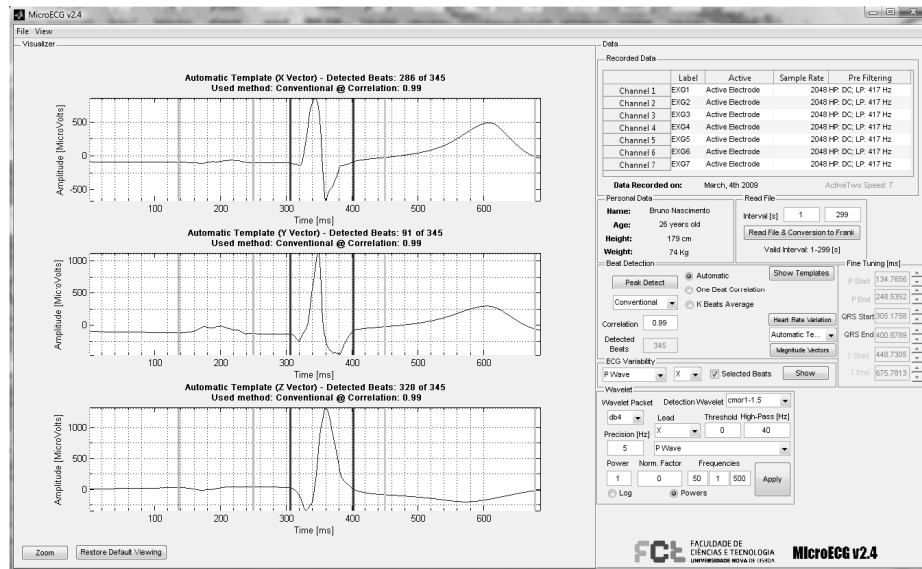 MicroECG v2.4
File View
Visualizer
Automatic Template (X Vector) - Detected Beats: 286 of 345
Used method: Conventional @ Correlation: 0.99
Amplitude [MicroVolts]
500
0
-500
100 200 300 400 500 600
Time [ms]
Automatic Template (Y Vector) - Detected Beats: 91 of 345
Used method: Conventional @ Correlation: 0.99
Amplitude [MicroVolts]
1000
500
0
100 200 300 400 500 600
Time [ms]
Automatic Template (Z Vector) - Detected Beats: 328 of 345
Used method: Conventional @ Correlation: 0.99
Amplitude [MicroVolts]
1000
500
0
100 200 300 400 500 600
Time [ms]
Zoom
Restore Default Viewing
Data
Recorded Data
Label Active Sample Rate Pre Filtering
Channel 1 EXG1 Active Electrode 2048 HP: DC; LP: 417 Hz
Channel 2 EXG2 Active Electrode 2048 HP: DC; LP: 417 Hz
Channel 3 EXG3 Active Electrode 2048 HP: DC; LP: 417 Hz
Channel 4 EXG4 Active Electrode 2048 HP: DC; LP: 417 Hz
Channel 5 EXG5 Active Electrode 2048 HP: DC; LP: 417 Hz
Channel 6 EXG6 Active Electrode 2048 HP: DC; LP: 417 Hz
Channel 7 EXG7 Active Electrode 2048 HP: DC; LP: 417 Hz
Data Recorded on: March, 4th 2009 ActiveTwo Speed: 7
Personal Data
Name: Bruno Nascimento
Age: 26 years old
Height: 179 cm
Weight: 74 Kg
Read File
Interval [s] 1 299
Read File & Conversion to Frank
Valid Interval: 1-299 [s]
Beat Detection
Peak Detect
Automatic
One Beat Correlation
K Beats Average
Show Templates
Conventional
Correlation 0.99
Heart Rate Variation
Automatic Te...
Detected Beats 345
Magnitude Vectors
Fine Tuning [ms]
P Start 134.7656
P End 248.5352
QRS Start 305.1758
QRS End 400.8789
T Start 448.7305
T End 675.7813
ECG Variability
P Wave X Selected Beats Show
Wavelet
Wavelet Packet Detection Wavelet cmor1-1.5
db4
Lead
X
Threshold
0
High-Pass [Hz]
40
Precision [Hz]
5
P Wave
Power Norm. Factor Frequencies
1 0 50 1 500 Apply
Log Powers
FCt FACULDADE DE
CIÊNCIAS E TECNOLOGIA
UNIVERSIDADE NOVA DE LISBOA
MicroECG v2.4